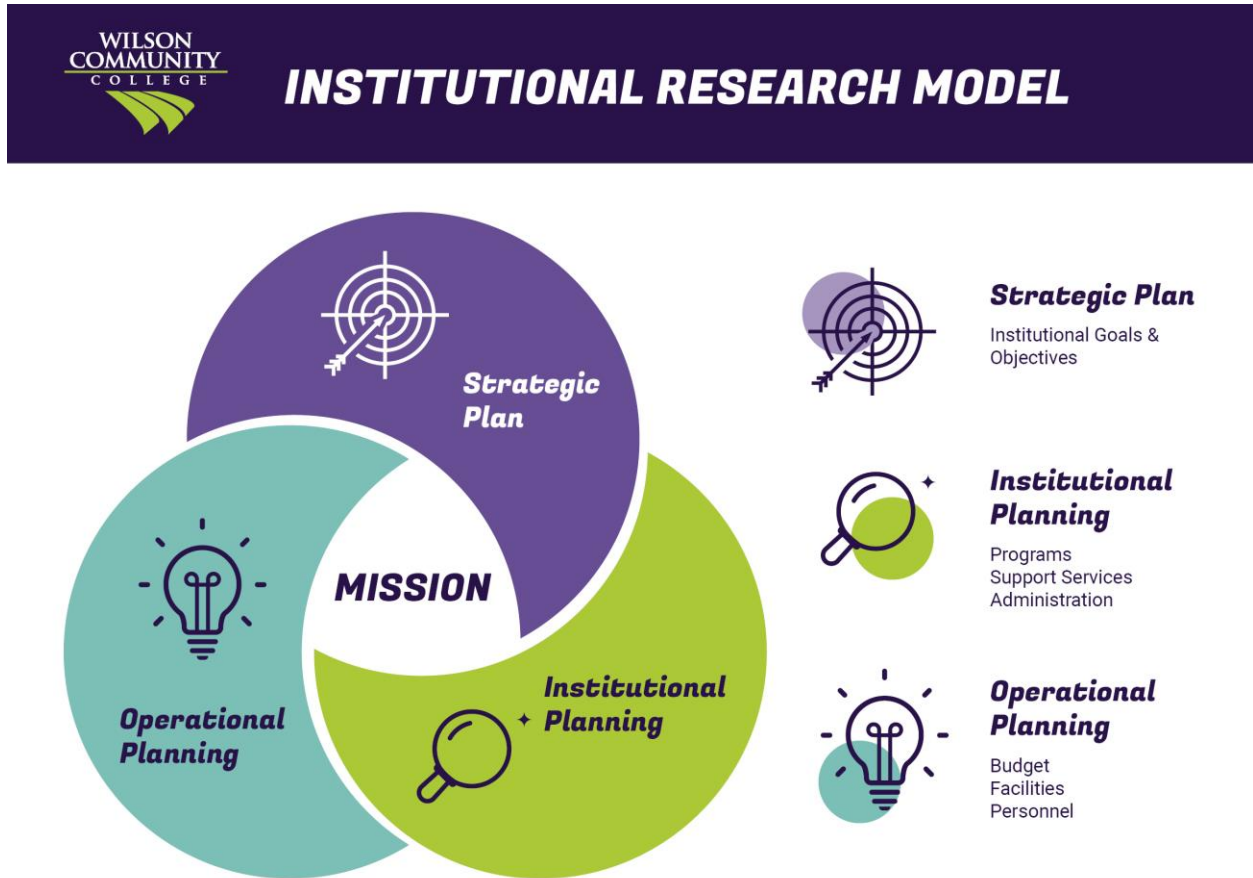 WILSON
COMMUNITY
COLLEGE
INSTITUTIONAL RESEARCH MODEL
Strategic
Plan
MISSION
Operational
Planning
Institutional
Planning
Strategic Plan
Institutional Goals &
Objectives
Institutional
Planning
Programs
Support Services
Administration
Operational
Planning
Budget
Facilities
Personnel